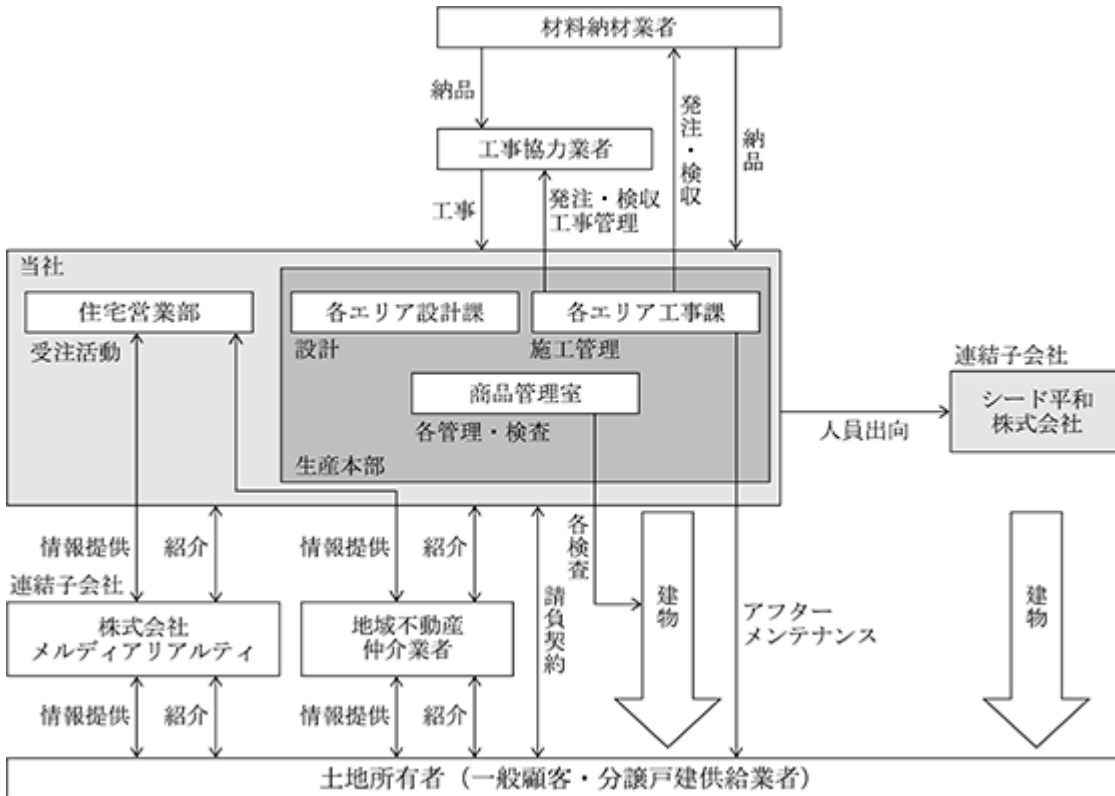 材料納材業者
納品
発注・検収
納品
工事協力業者
工事
発注・検収
工事管理
当社
住宅営業部
受注活動
各エリア設計課
設計
各エリア工事課
施工管理
商品管理室
各管理・検査
生産本部
人員出向
連結子会社
シード平和
株式会社
情報提供
紹介
情報提供
紹介
請負契約
各検査
建物
アフター
メンテナンス
建物
連結子会社
株式会社
メルディアリアルティ
地域不動産
仲介業者
情報提供
紹介
情報提供
紹介
土地所有者（一般顧客・分譲戸建供給業者）